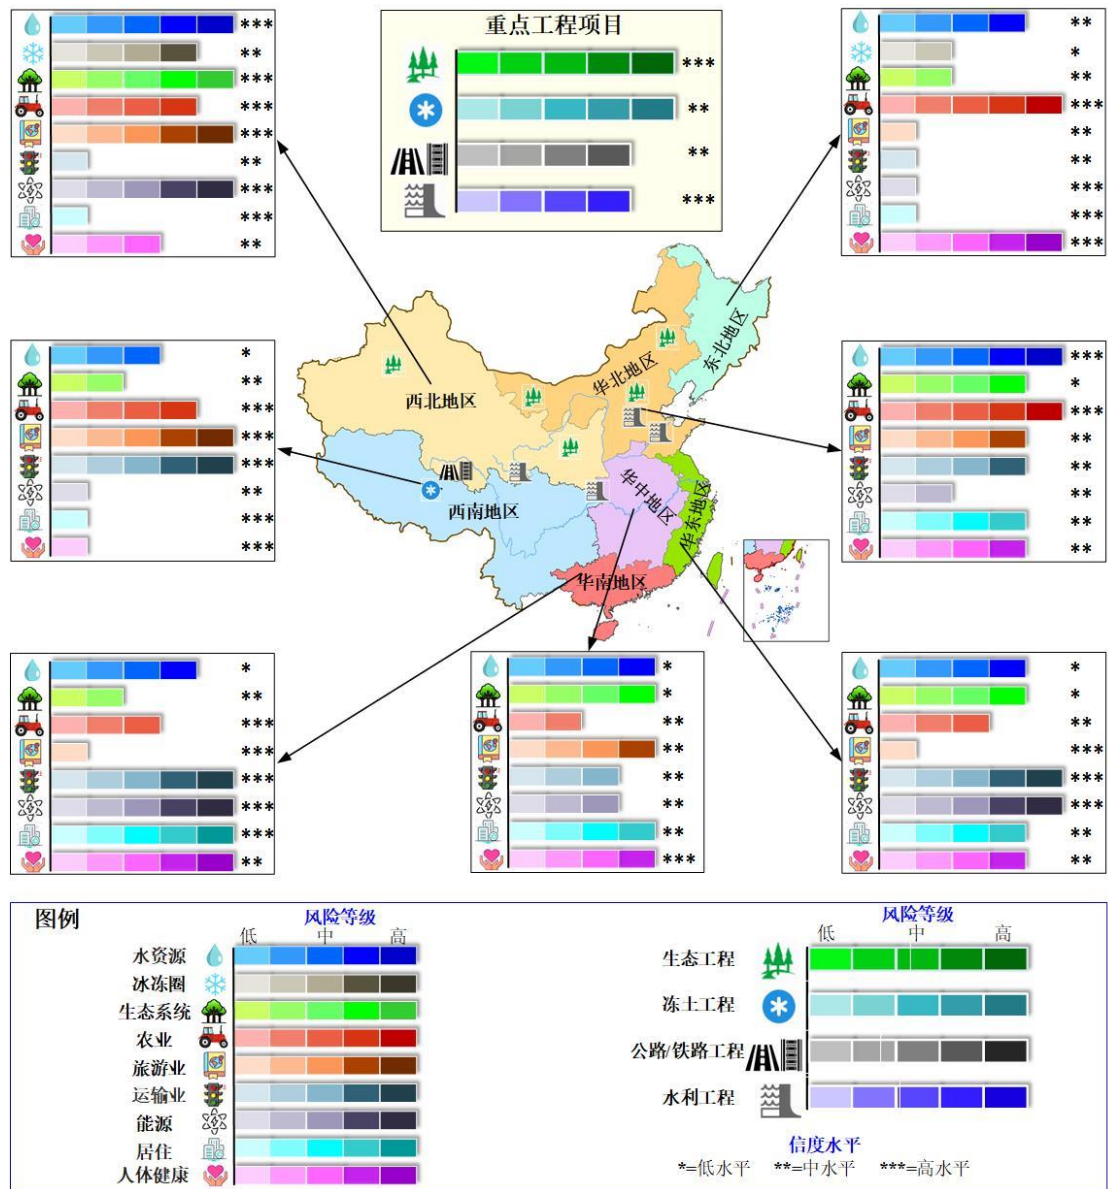 ***
**
***
***
***
**
***
***
**
重点工程项目
***
**
**
***
**
*
**
***
**
**
***
***
***
*
**
***
***
***
**
***
***
***
*
***
**
**
**
**
**
西北地区
华北地区
东北地区
西南地区
华中地区
华东地区
华南地区
*
**
***
***
***
***
***
**
*
*
**
**
**
**
**
***
*
*
**
***
***
***
**
**
图例
风险等级
低 中 高
水资源
冰冻圈
生态系统
农业
旅游业
运输业
能源
居住
人体健康
风险等级
低 中 高
生态工程
冻土工程
公路/铁路工程
水利工程
信度水平
*=低水平 **=中水平 ***=高水平